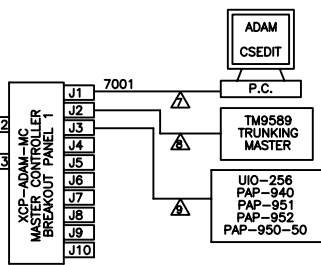 ADAM
CSEDIT
P.C.
7001
7
J1
J2
J3
J4
J5
J6
J7
J8
J9
J10
2
3
XCP-ADAM-MC
MASTER CONTROLLER
BREAKOUT PANEL 1
8
TM9589
TRUNKING
MASTER
9
UIO-256
PAP-940
PAP-951
PAP-952
PAP-950-50